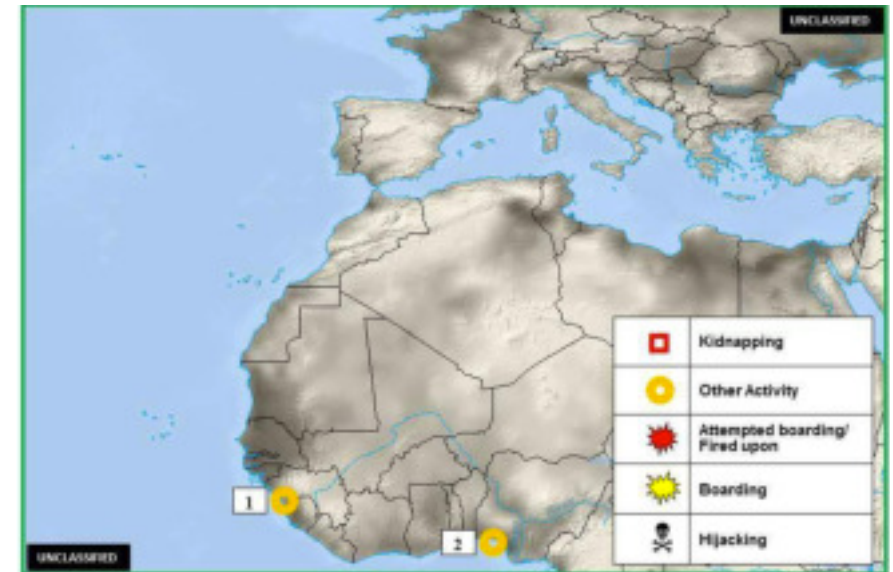 UNCLASSIFIED
Kidnapping
Other Activity
Attempted boarding/
Fired upon
Boarding
Hijacking
1
2
UNCLASSIFIED